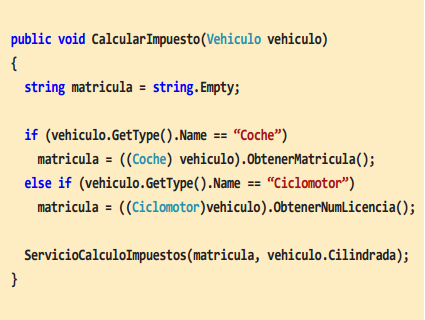 public void CalcularImpuesto(Vehiculo vehiculo)
{
string matricula = string.Empty;
if (vehiculo.GetType().Name == “Coche”)
matricula = ((Coche) vehiculo).ObtenerMatricula();
else if (vehiculo.GetType().Name == “Ciclomotor”)
matricula = ((Ciclomotor)vehiculo).ObtenerNumLicencia();
ServicioCalculoImpuestos(matricula, vehiculo.Cilindrada);
}